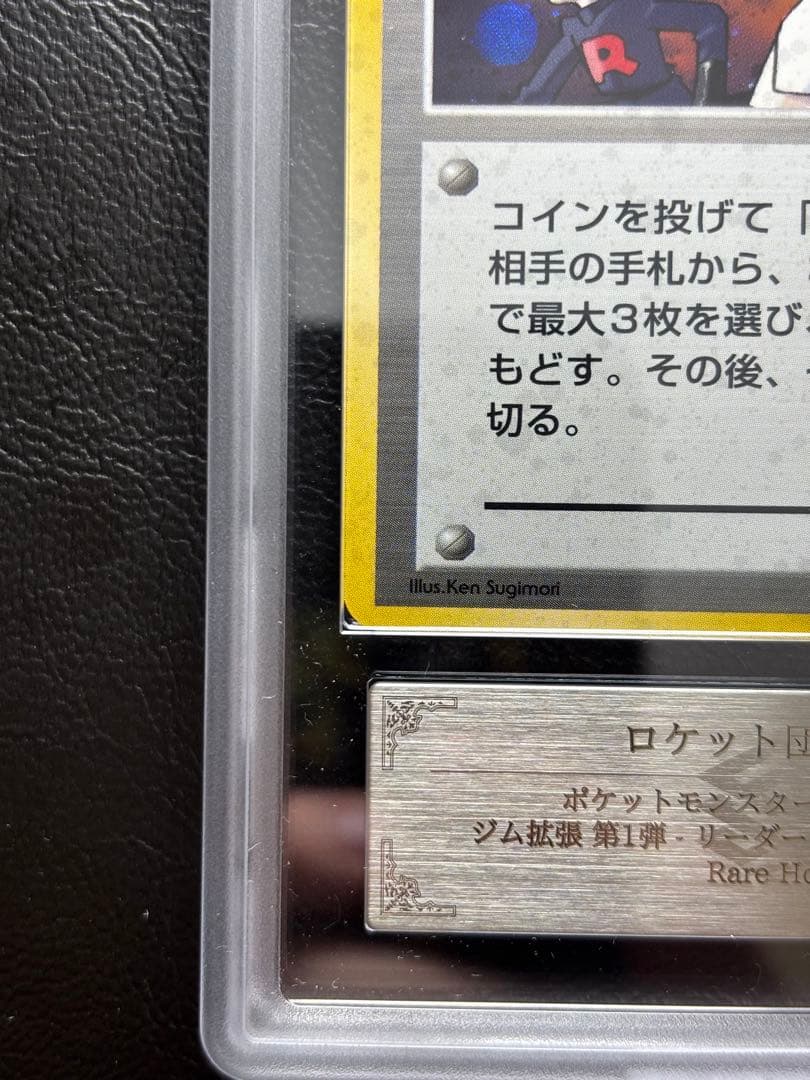 R
コインを投げて「
相手の手札から、
で最大3枚を選び、
もどす。その後、そ
切る。
Illus.Ken Sugimori
ロケット団
ポケットモンスター
ジム拡張 第1弾 - リーダー
Rare Ho